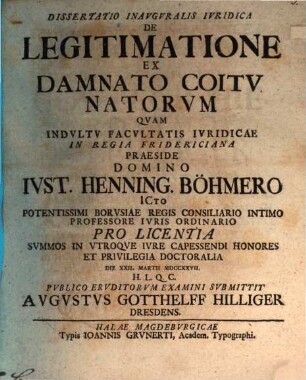 DISSERTATIO INAVGVRALIS IVRIDICA
DE
LEGITIMATIONE
EX
DAMNATO COITV
NATORVM
QVAM
INDVLTV FACVLTATIS IVRIDICAE
IN REGIA FRIDERICIANA
PRAESIDE
DOMINO
IVST. HENNING. BÖHMERO
ICTO
POTENTISSIMI BORVSIAE REGIS CONSILIARIO INTIMO
PROFESSORE IVRIS ORDINARIO
PRO LICENTIA
SVMMOS IN VTROQVE IVRE CAPESSENDI HONORES
ET PRIVILEGIA DOCTORALIA
DIE XXII. MARTII MDCCXXVII.
H. L. Q. C.
PVBLICO ERVDITORVM EXAMINI SVBMITTIT
AVGVSTVS GOTTHELFF HILLIGER
DRESDENS.
HALAE MAGDEBVRGICAE
Typis IOANNIS GRVNERTI, Academ. Typographi.